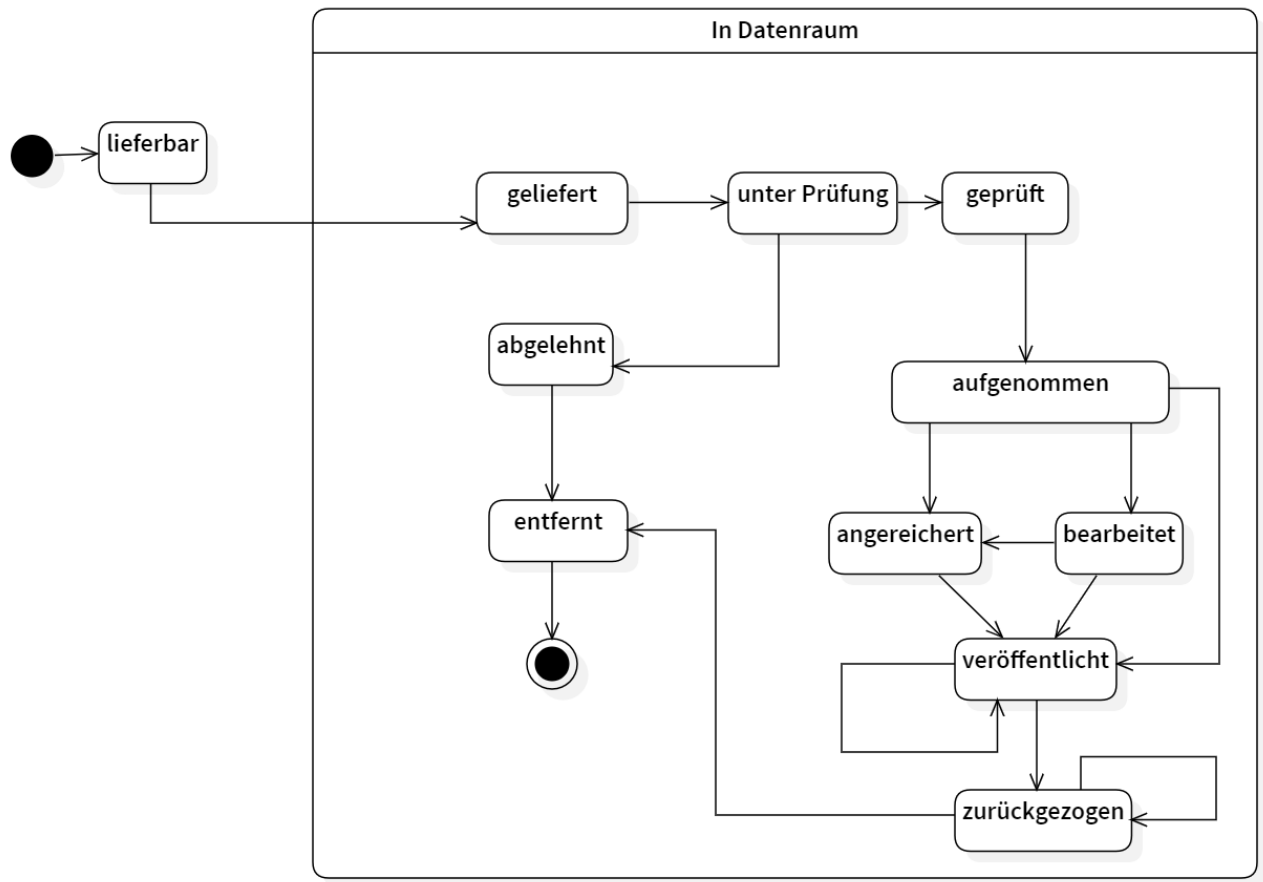 In Datenraum
lieferbar
geliefert
unter Prüfung
geprüft
abgelehnt
aufgenommen
entfernt
angereichert
bearbeitet
veröffentlicht
zurückgezogen